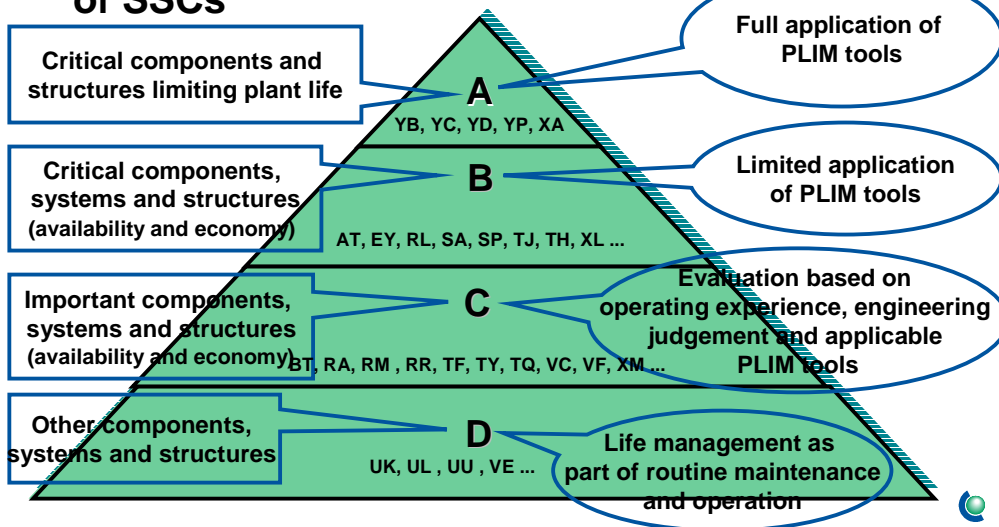 of SSCs
Critical components and
structures limiting plant life
A
YB, YC, YD, YP, XA
Full application of
PLIM tools
Critical components,
systems and structures
(availability and economy)
B
AT, EY, RL, SA, SP, TJ, TH, XL ...
Limited application
of PLIM tools
Important components,
systems and structures
(availability and economy)
C
BT, RA, RM , RR, TF, TY, TQ, VC, VF, XM ...
Evaluation based on
operating experience, engineering
judgement and applicable
PLIM tools
Other components,
systems and structures
D
UK, UL , UU , VE ...
Life management as
part of routine maintenance
and operation